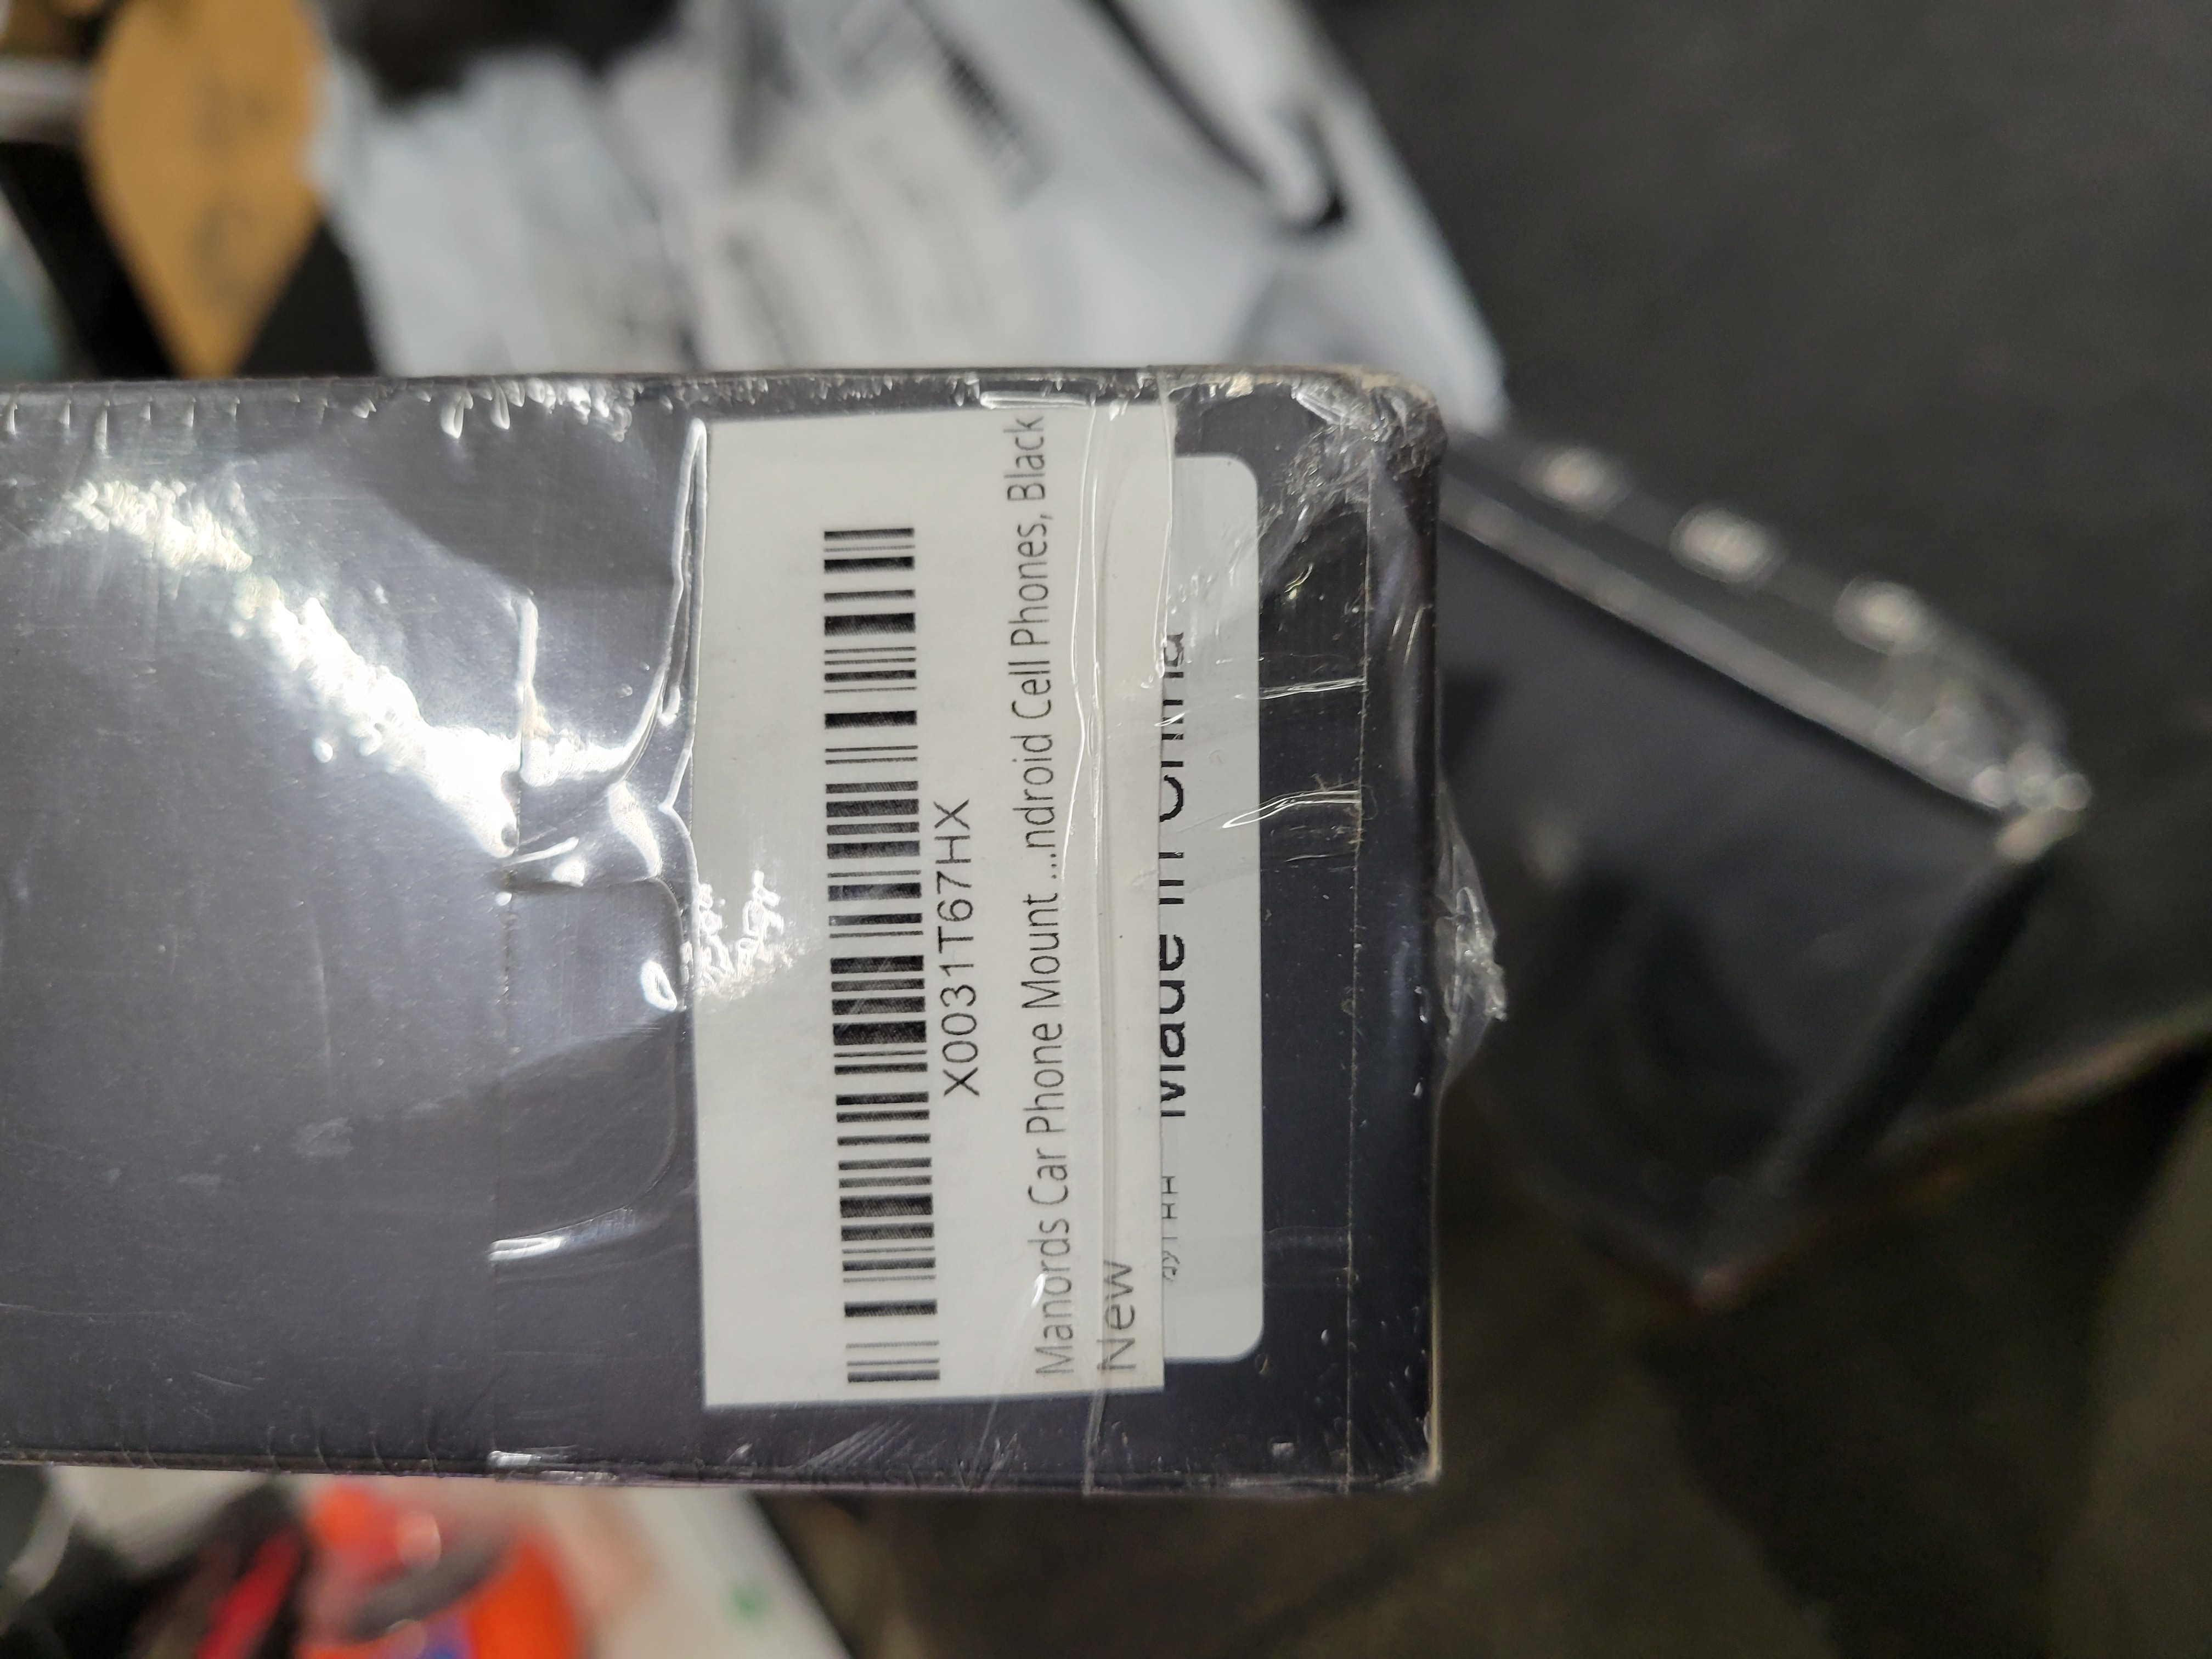 X0031T67HX
Manords Car Phone Mount ...ndroid Cell Phones, Black
New
Made in China